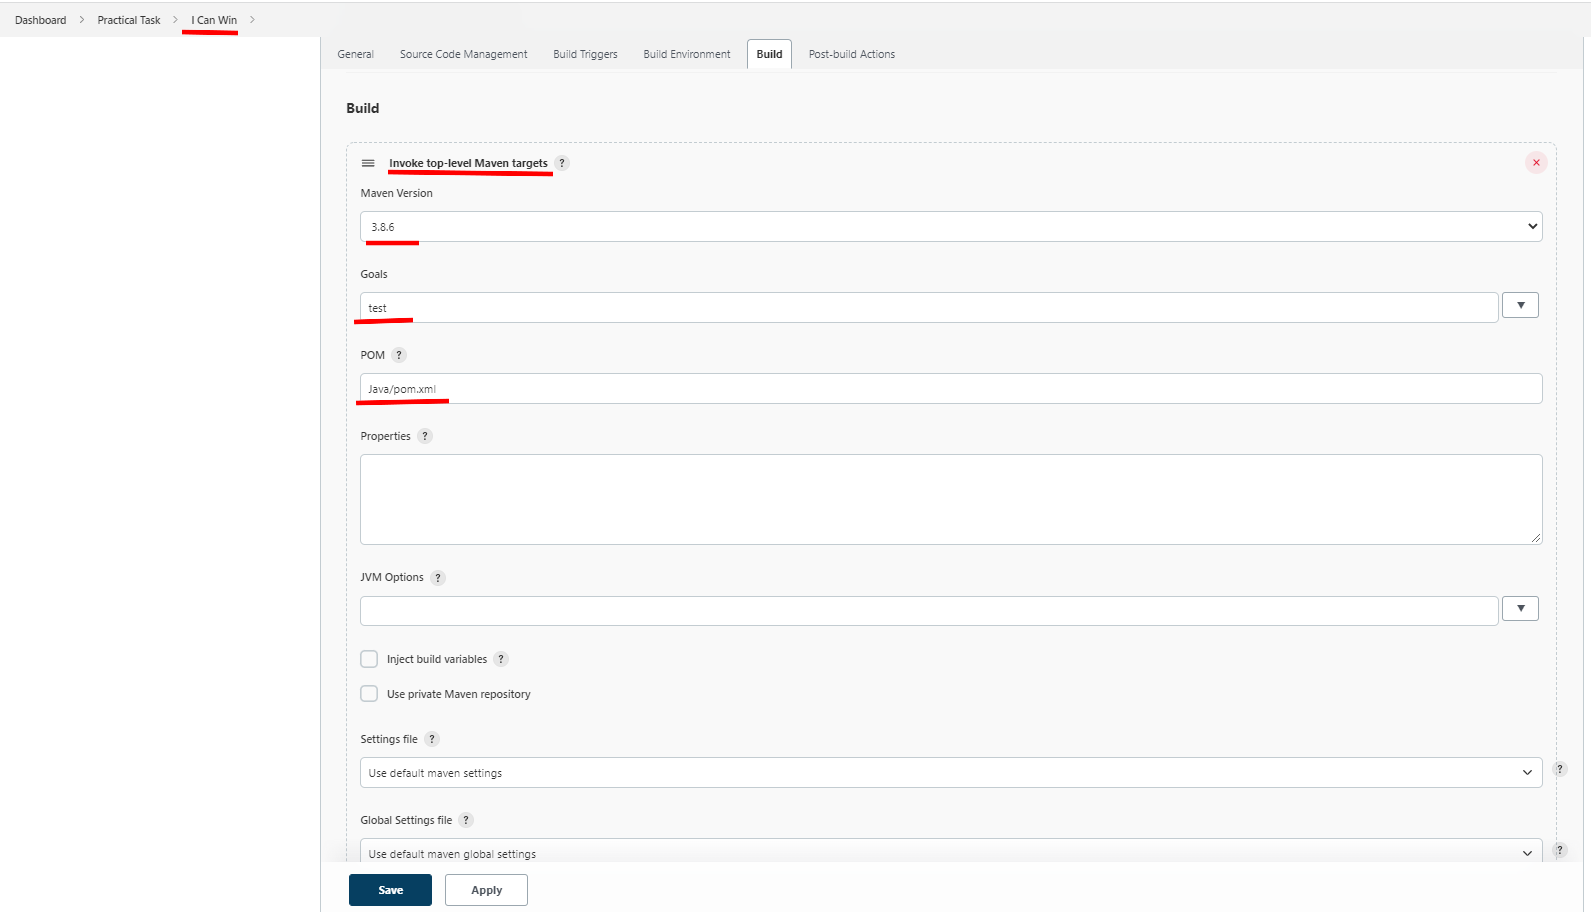 Dashboard > Practical Task > I Can Win >
General Source Code Management Build Triggers Build Environment Build Post-build Actions
Build
Invoke top-level Maven targets ?
Maven Version
3.8.6
Goals
test
POM ?
Java/pom.xml
Properties ?
JVM Options ?
Inject build variables ?
Use private Maven repository
Settings file ?
Use default maven settings
?
Global Settings file ?
Use default maven global settings
?
Save Apply